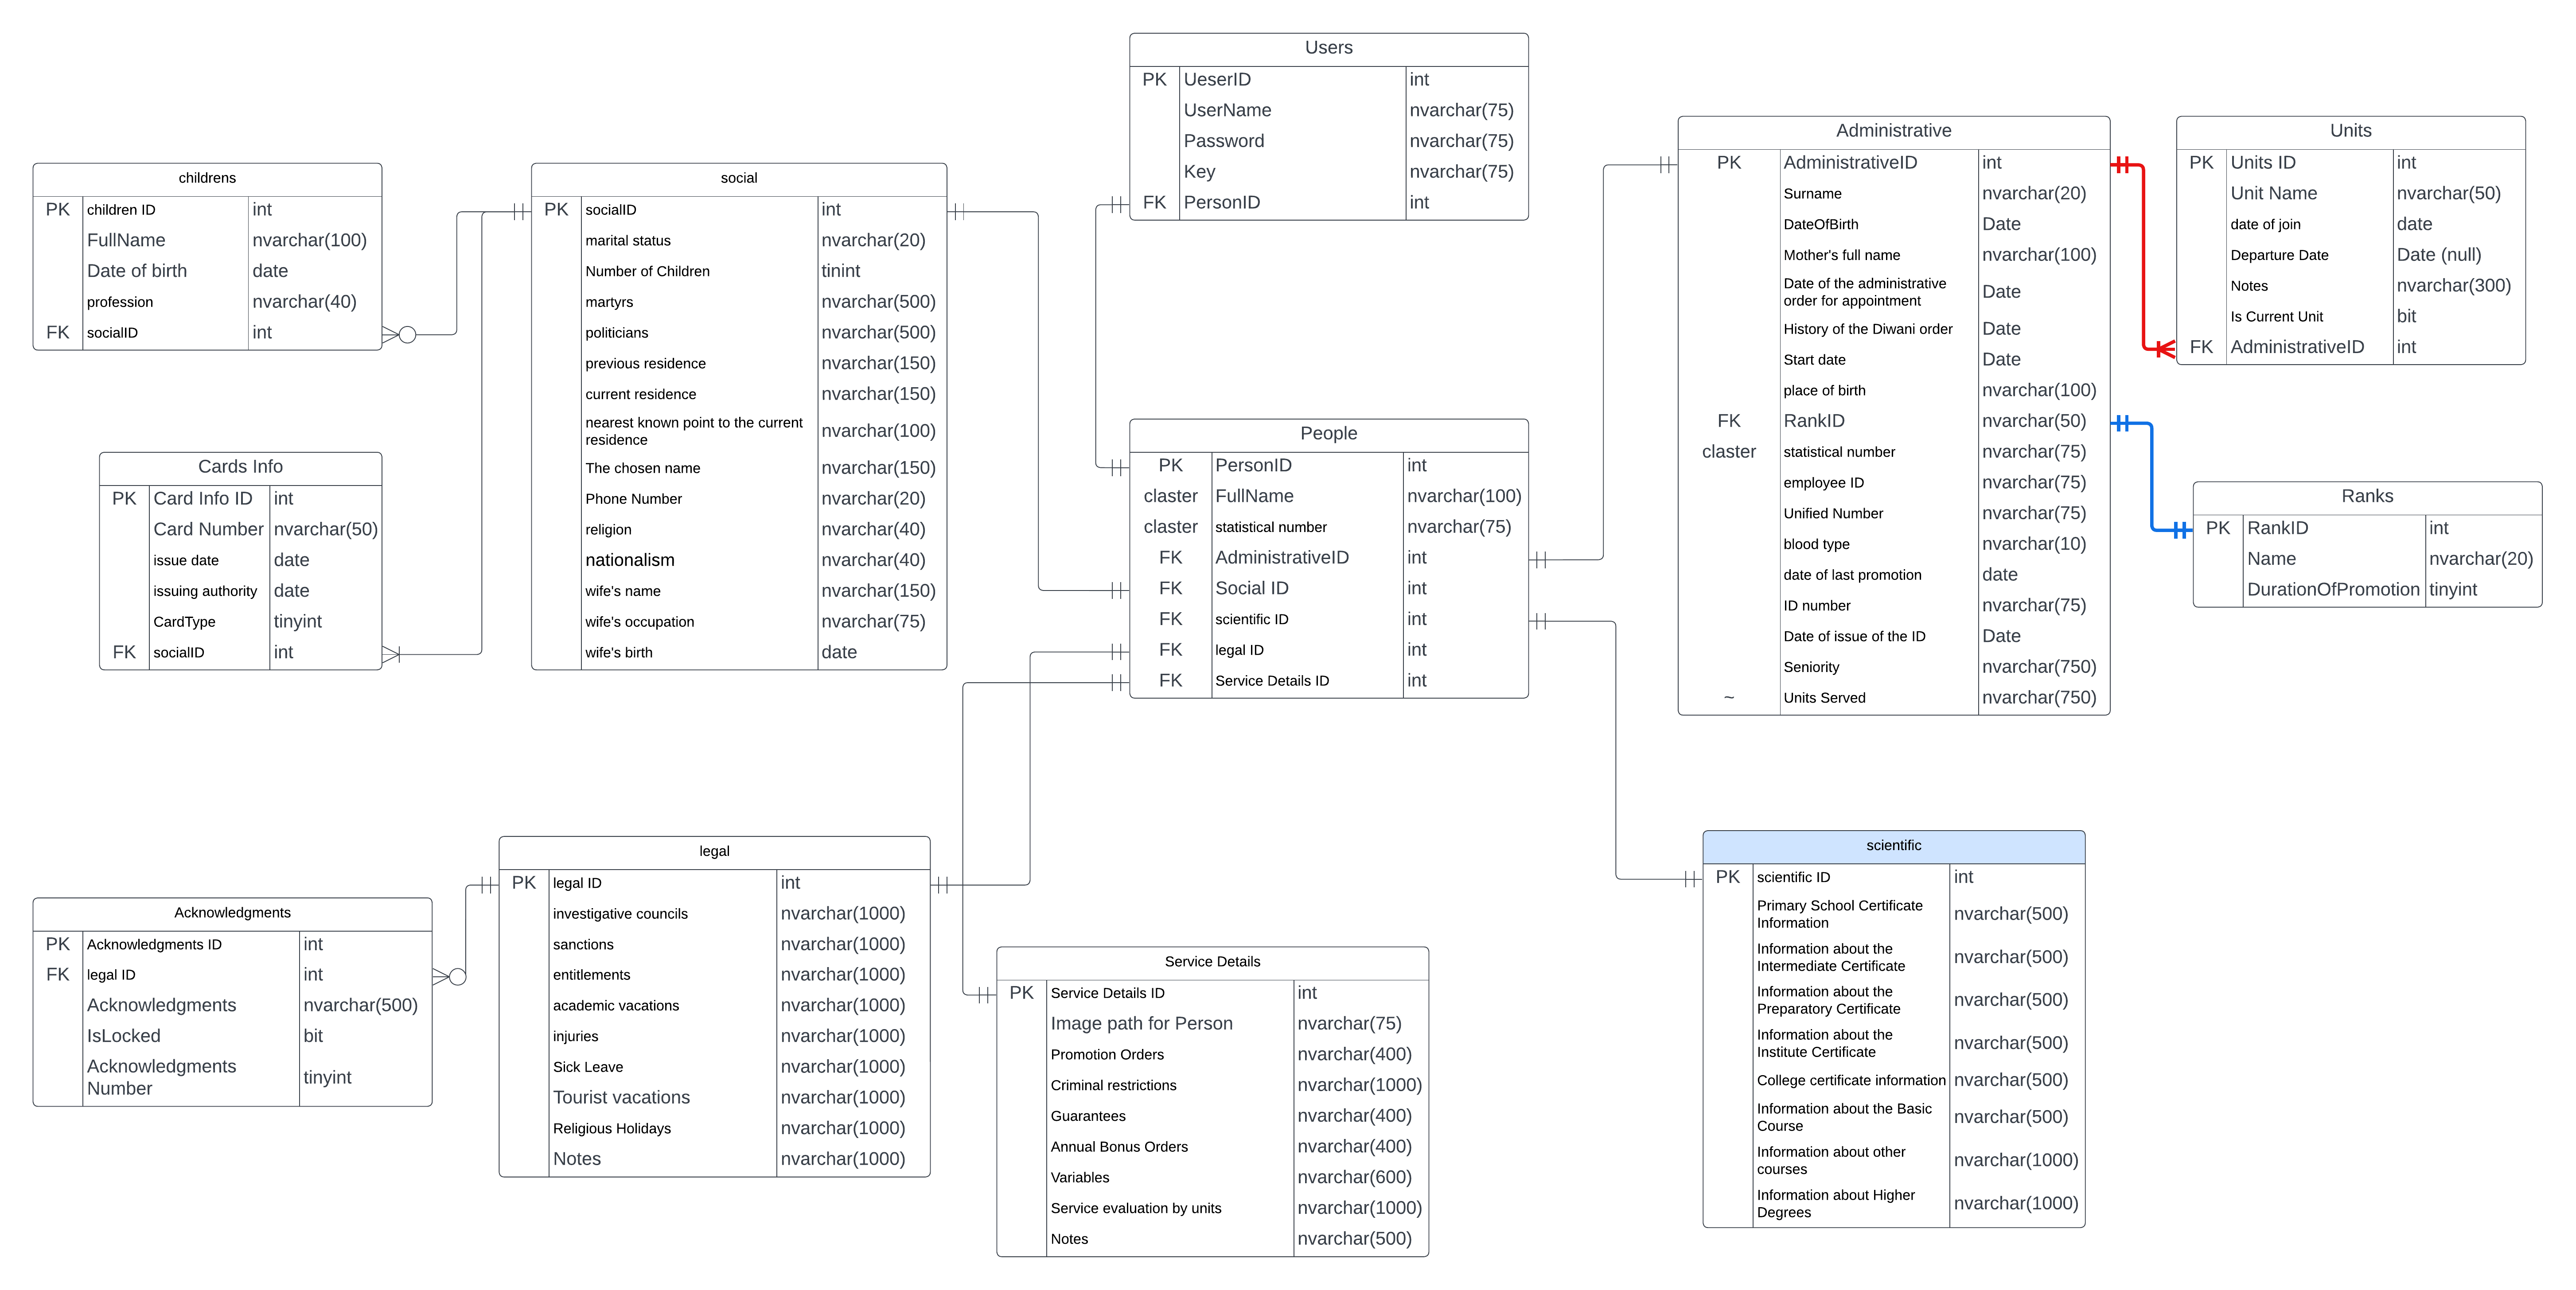 Users
PK UeserID int
UserName nvarchar(75)
Password nvarchar(75)
Key nvarchar(75)
FK PersonID int
childrens
PK children ID int
FullName nvarchar(100)
Date of birth date
profession nvarchar(40)
FK socialID int
social
PK socialID int
marital status nvarchar(20)
Number of Children tinint
martyrs nvarchar(500)
politicians nvarchar(500)
previous residence nvarchar(150)
current residence nvarchar(150)
nearest known point to the current
residence nvarchar(100)
The chosen name nvarchar(150)
Phone Number nvarchar(20)
religion nvarchar(40)
nationalism nvarchar(40)
wife's name nvarchar(150)
wife's occupation nvarchar(75)
wife's birth date
Cards Info
PK Card Info ID int
Card Number nvarchar(50)
issue date date
issuing authority date
CardType tinyint
FK socialID int
People
PK PersonID int
claster FullName nvarchar(100)
claster statistical number nvarchar(75)
FK AdministrativeID int
FK Social ID int
FK scientific ID int
FK legal ID int
FK Service Details ID int
Administrative
PK AdministrativeID int
Surname nvarchar(20)
DateOfBirth Date
Mother's full name nvarchar(100)
Date of the administrative
order for appointment Date
History of the Diwani order Date
Start date Date
place of birth nvarchar(100)
FK RankID nvarchar(50)
claster statistical number nvarchar(75)
employee ID nvarchar(75)
Unified Number nvarchar(75)
blood type nvarchar(10)
date of last promotion date
ID number nvarchar(75)
Date of issue of the ID Date
Seniority nvarchar(750)
~ Units Served nvarchar(750)
Units
PK Units ID int
Unit Name nvarchar(50)
date of join date
Departure Date Date (null)
Notes nvarchar(300)
Is Current Unit bit
FK AdministrativeID int
Ranks
PK RankID int
Name nvarchar(20)
DurationOfPromotion tinyint
Acknowledgments
PK Acknowledgments ID int
FK legal ID int
Acknowledgments nvarchar(500)
IsLocked bit
Acknowledgments
Number tinyint
legal
PK legal ID int
investigative councils nvarchar(1000)
sanctions nvarchar(1000)
entitlements nvarchar(1000)
academic vacations nvarchar(1000)
injuries nvarchar(1000)
Sick Leave nvarchar(1000)
Tourist vacations nvarchar(1000)
Religious Holidays nvarchar(1000)
Notes nvarchar(1000)
Service Details
PK Service Details ID int
Image path for Person nvarchar(75)
Promotion Orders nvarchar(400)
Criminal restrictions nvarchar(1000)
Guarantees nvarchar(400)
Annual Bonus Orders nvarchar(400)
Variables nvarchar(600)
Service evaluation by units nvarchar(1000)
Notes nvarchar(500)
scientific
PK scientific ID int
Primary School Certificate
Information nvarchar(500)
Information about the
Intermediate Certificate nvarchar(500)
Information about the
Preparatory Certificate nvarchar(500)
Information about the
Institute Certificate nvarchar(500)
College certificate information nvarchar(500)
Information about the Basic
Course nvarchar(500)
Information about other
courses nvarchar(1000)
Information about Higher
Degrees nvarchar(1000)